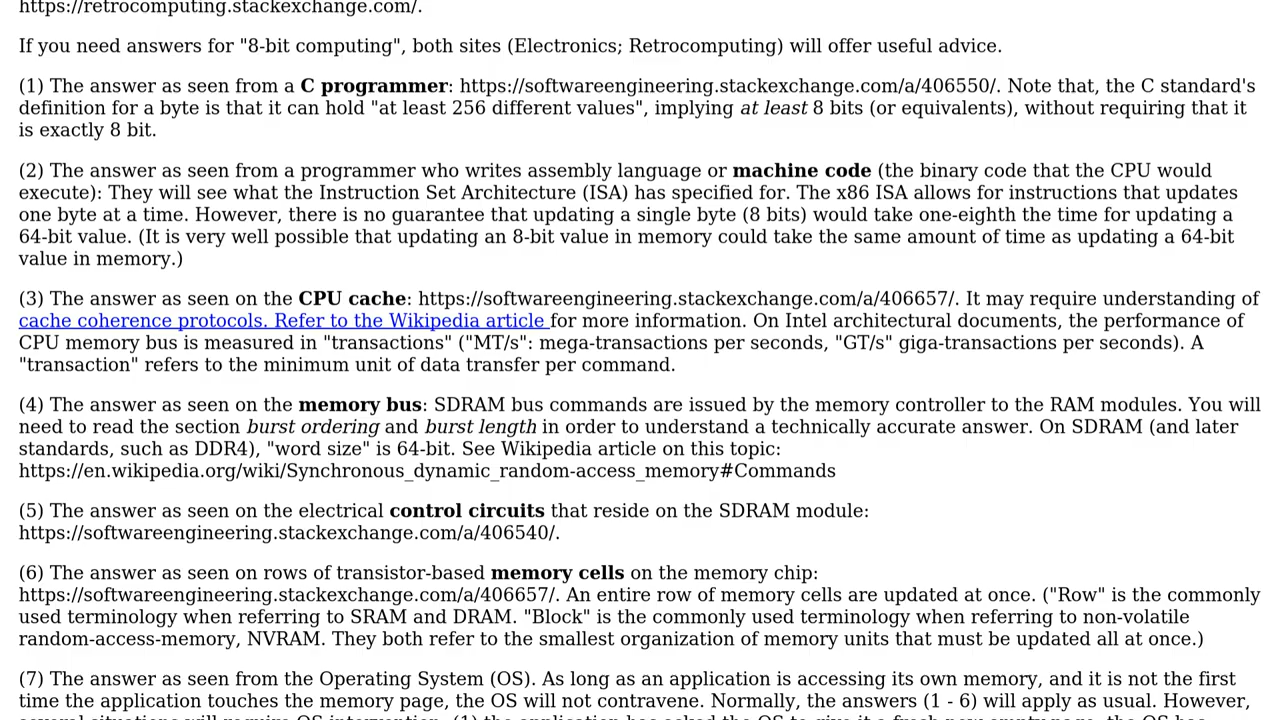 https://retrocomputing.stackexchange.com/.
If you need answers for "8-bit computing", both sites (Electronics; Retrocomputing) will offer useful advice.
(1) The answer as seen from a C programmer: https://softwareengineering.stackexchange.com/a/406550/. Note that, the C standard's
definition for a byte is that it can hold "at least 256 different values", implying at least 8 bits (or equivalents), without requiring that it
is exactly 8 bit.
(2) The answer as seen from a programmer who writes assembly language or machine code (the binary code that the CPU would
execute): They will see what the Instruction Set Architecture (ISA) has specified for. The x86 ISA allows for instructions that updates
one byte at a time. However, there is no guarantee that updating a single byte (8 bits) would take one-eighth the time for updating a
64-bit value. (It is very well possible that updating an 8-bit value in memory could take the same amount of time as updating a 64-bit
value in memory.)
(3) The answer as seen on the CPU cache: https://softwareengineering.stackexchange.com/a/406657/. It may require understanding of
cache coherence protocols. Refer to the Wikipedia article for more information. On Intel architectural documents, the performance of
CPU memory bus is measured in "transactions" ("MT/s": mega-transactions per seconds, "GT/s" giga-transactions per seconds). A
"transaction" refers to the minimum unit of data transfer per command.
(4) The answer as seen on the memory bus: SDRAM bus commands are issued by the memory controller to the RAM modules. You will
need to read the section burst ordering and burst length in order to understand a technically accurate answer. On SDRAM (and later
standards, such as DDR4), "word size" is 64-bit. See Wikipedia article on this topic:
https://en.wikipedia.org/wiki/Synchronous_dynamic_random-access_memory#Commands
(5) The answer as seen on the electrical control circuits that reside on the SDRAM module:
https://softwareengineering.stackexchange.com/a/406540/.
(6) The answer as seen on rows of transistor-based memory cells on the memory chip:
https://softwareengineering.stackexchange.com/a/406657/. An entire row of memory cells are updated at once. ("Row" is the commonly
used terminology when referring to SRAM and DRAM. "Block" is the commonly used terminology when referring to non-volatile
random-access-memory, NVRAM. They both refer to the smallest organization of memory units that must be updated all at once.)
(7) The answer as seen from the Operating System (OS). As long as an application is accessing its own memory, and it is not the first
time the application touches the memory page, the OS will not contravene. Normally, the answers (1 - 6) will apply as usual. However,